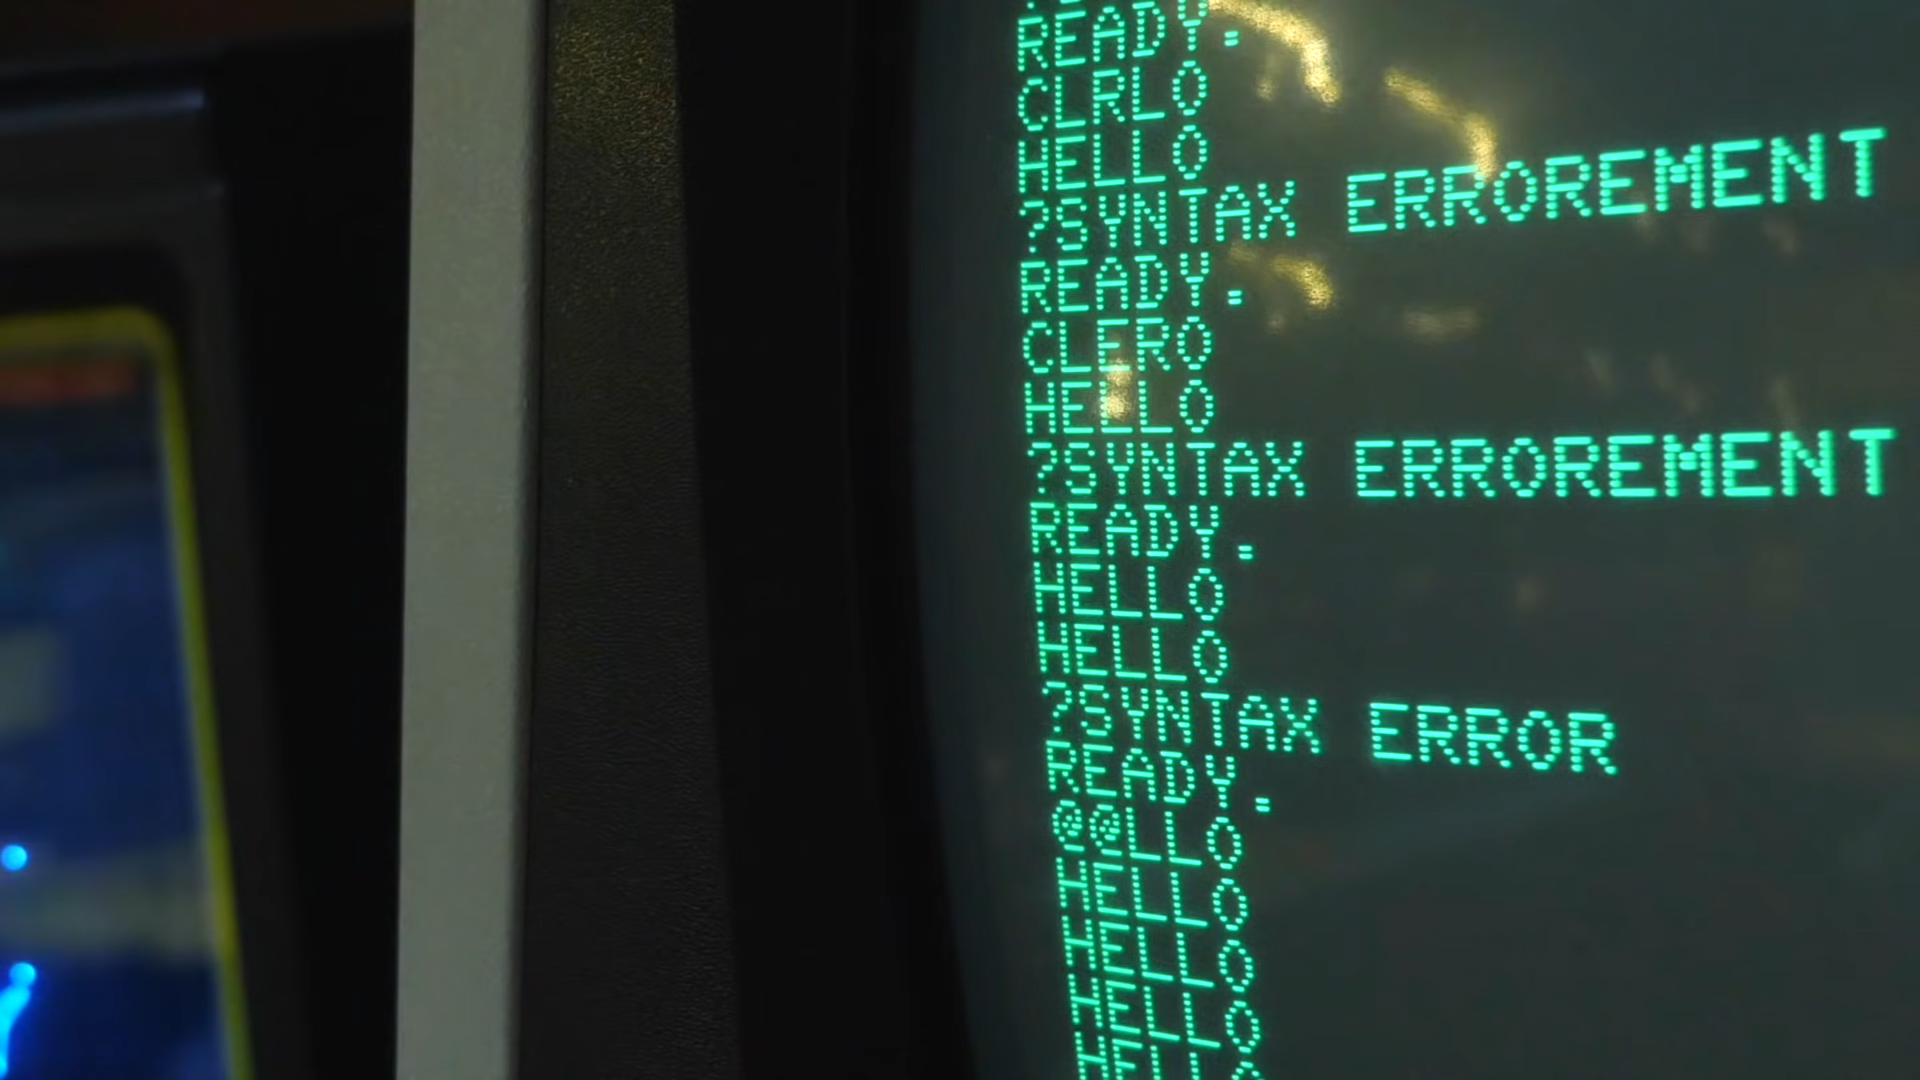 READY.
CLRLO
HELLO
?SYNTAX ERROREMENT
READY.
CLERO
HELLO
?SYNTAX ERROREMENT
READY.
HELLO
HELLO
?SYNTAX ERROR
READY.
@@LLO
HELLO
HELLO
HELLO
HELLO